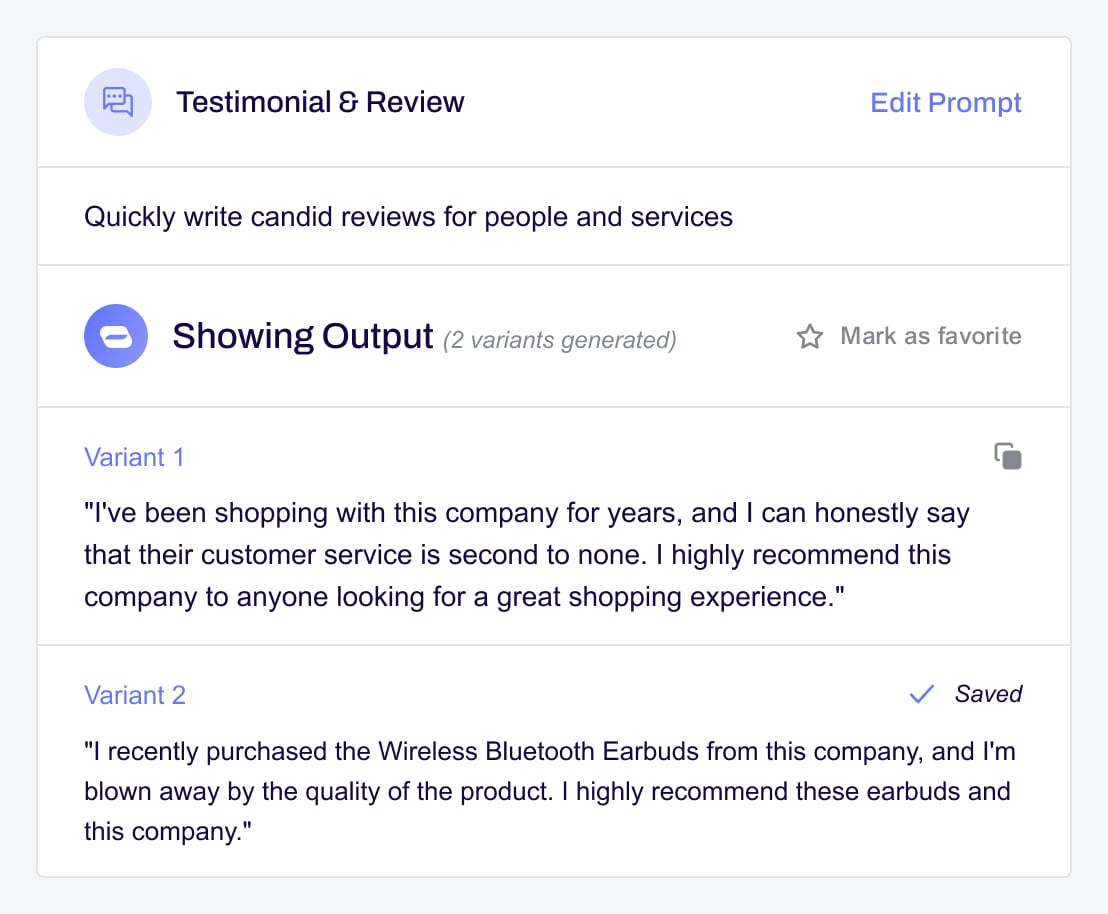 Testimonial & Review
Edit Prompt
Quickly write candid reviews for people and services
Showing Output (2 variants generated)
Mark as favorite
Variant 1
"I've been shopping with this company for years, and I can honestly say
that their customer service is second to none. I highly recommend this
company to anyone looking for a great shopping experience."
Variant 2
Saved
"I recently purchased the Wireless Bluetooth Earbuds from this company, and I'm
blown away by the quality of the product. I highly recommend these earbuds and
this company."